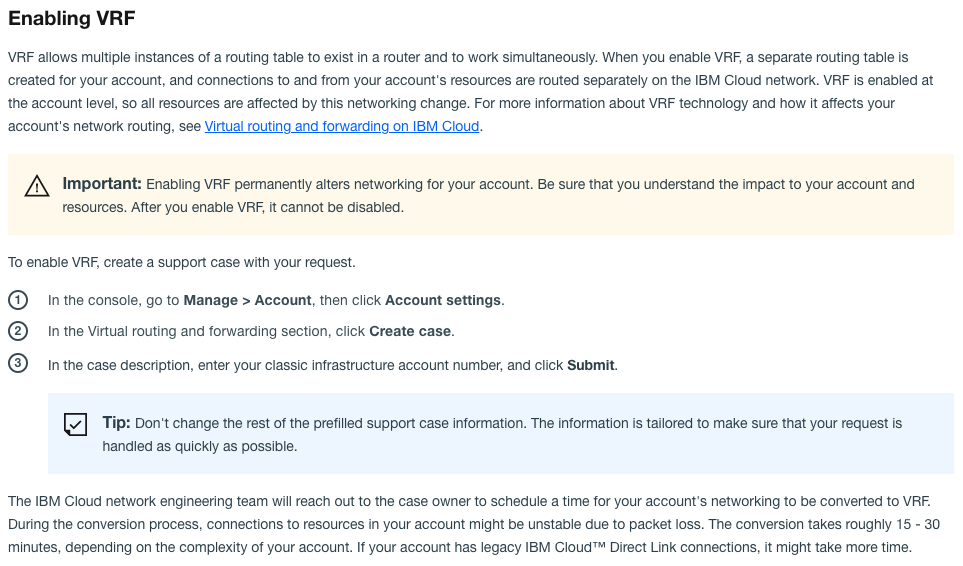 Enabling VRF
VRF allows multiple instances of a routing table to exist in a router and to work simultaneously. When you enable VRF, a separate routing table is
created for your account, and connections to and from your account's resources are routed separately on the IBM Cloud network. VRF is enabled at
the account level, so all resources are affected by this networking change. For more information about VRF technology and how it affects your
account's network routing, see Virtual routing and forwarding on IBM Cloud.
Important: Enabling VRF permanently alters networking for your account. Be sure that you understand the impact to your account and
resources. After you enable VRF, it cannot be disabled.
To enable VRF, create a support case with your request.
1 In the console, go to Manage > Account, then click Account settings.
2 In the Virtual routing and forwarding section, click Create case.
3 In the case description, enter your classic infrastructure account number, and click Submit.
Tip: Don't change the rest of the prefilled support case information. The information is tailored to make sure that your request is
handled as quickly as possible.
The IBM Cloud network engineering team will reach out to the case owner to schedule a time for your account's networking to be converted to VRF.
During the conversion process, connections to resources in your account might be unstable due to packet loss. The conversion takes roughly 15 - 30
minutes, depending on the complexity of your account. If your account has legacy IBM Cloud™ Direct Link connections, it might take more time.